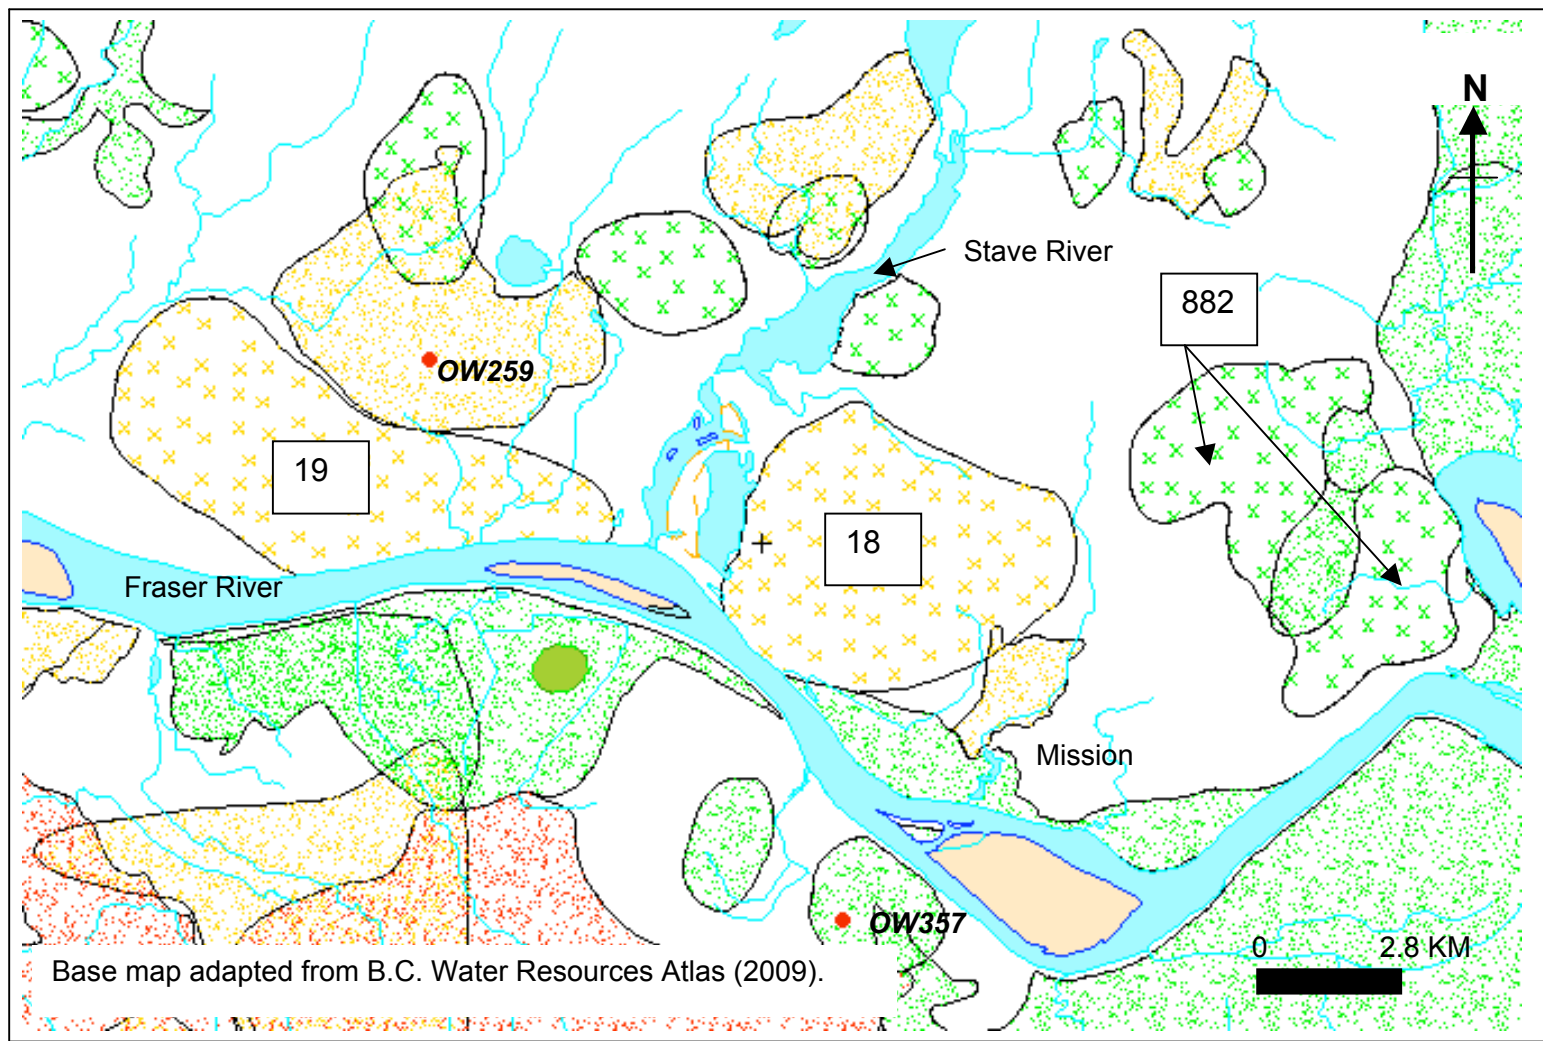 N
Stave River
882
OW259
19
18
Fraser River
Mission
OW357
0 2.8 KM
Base map adapted from B.C. Water Resources Atlas (2009).